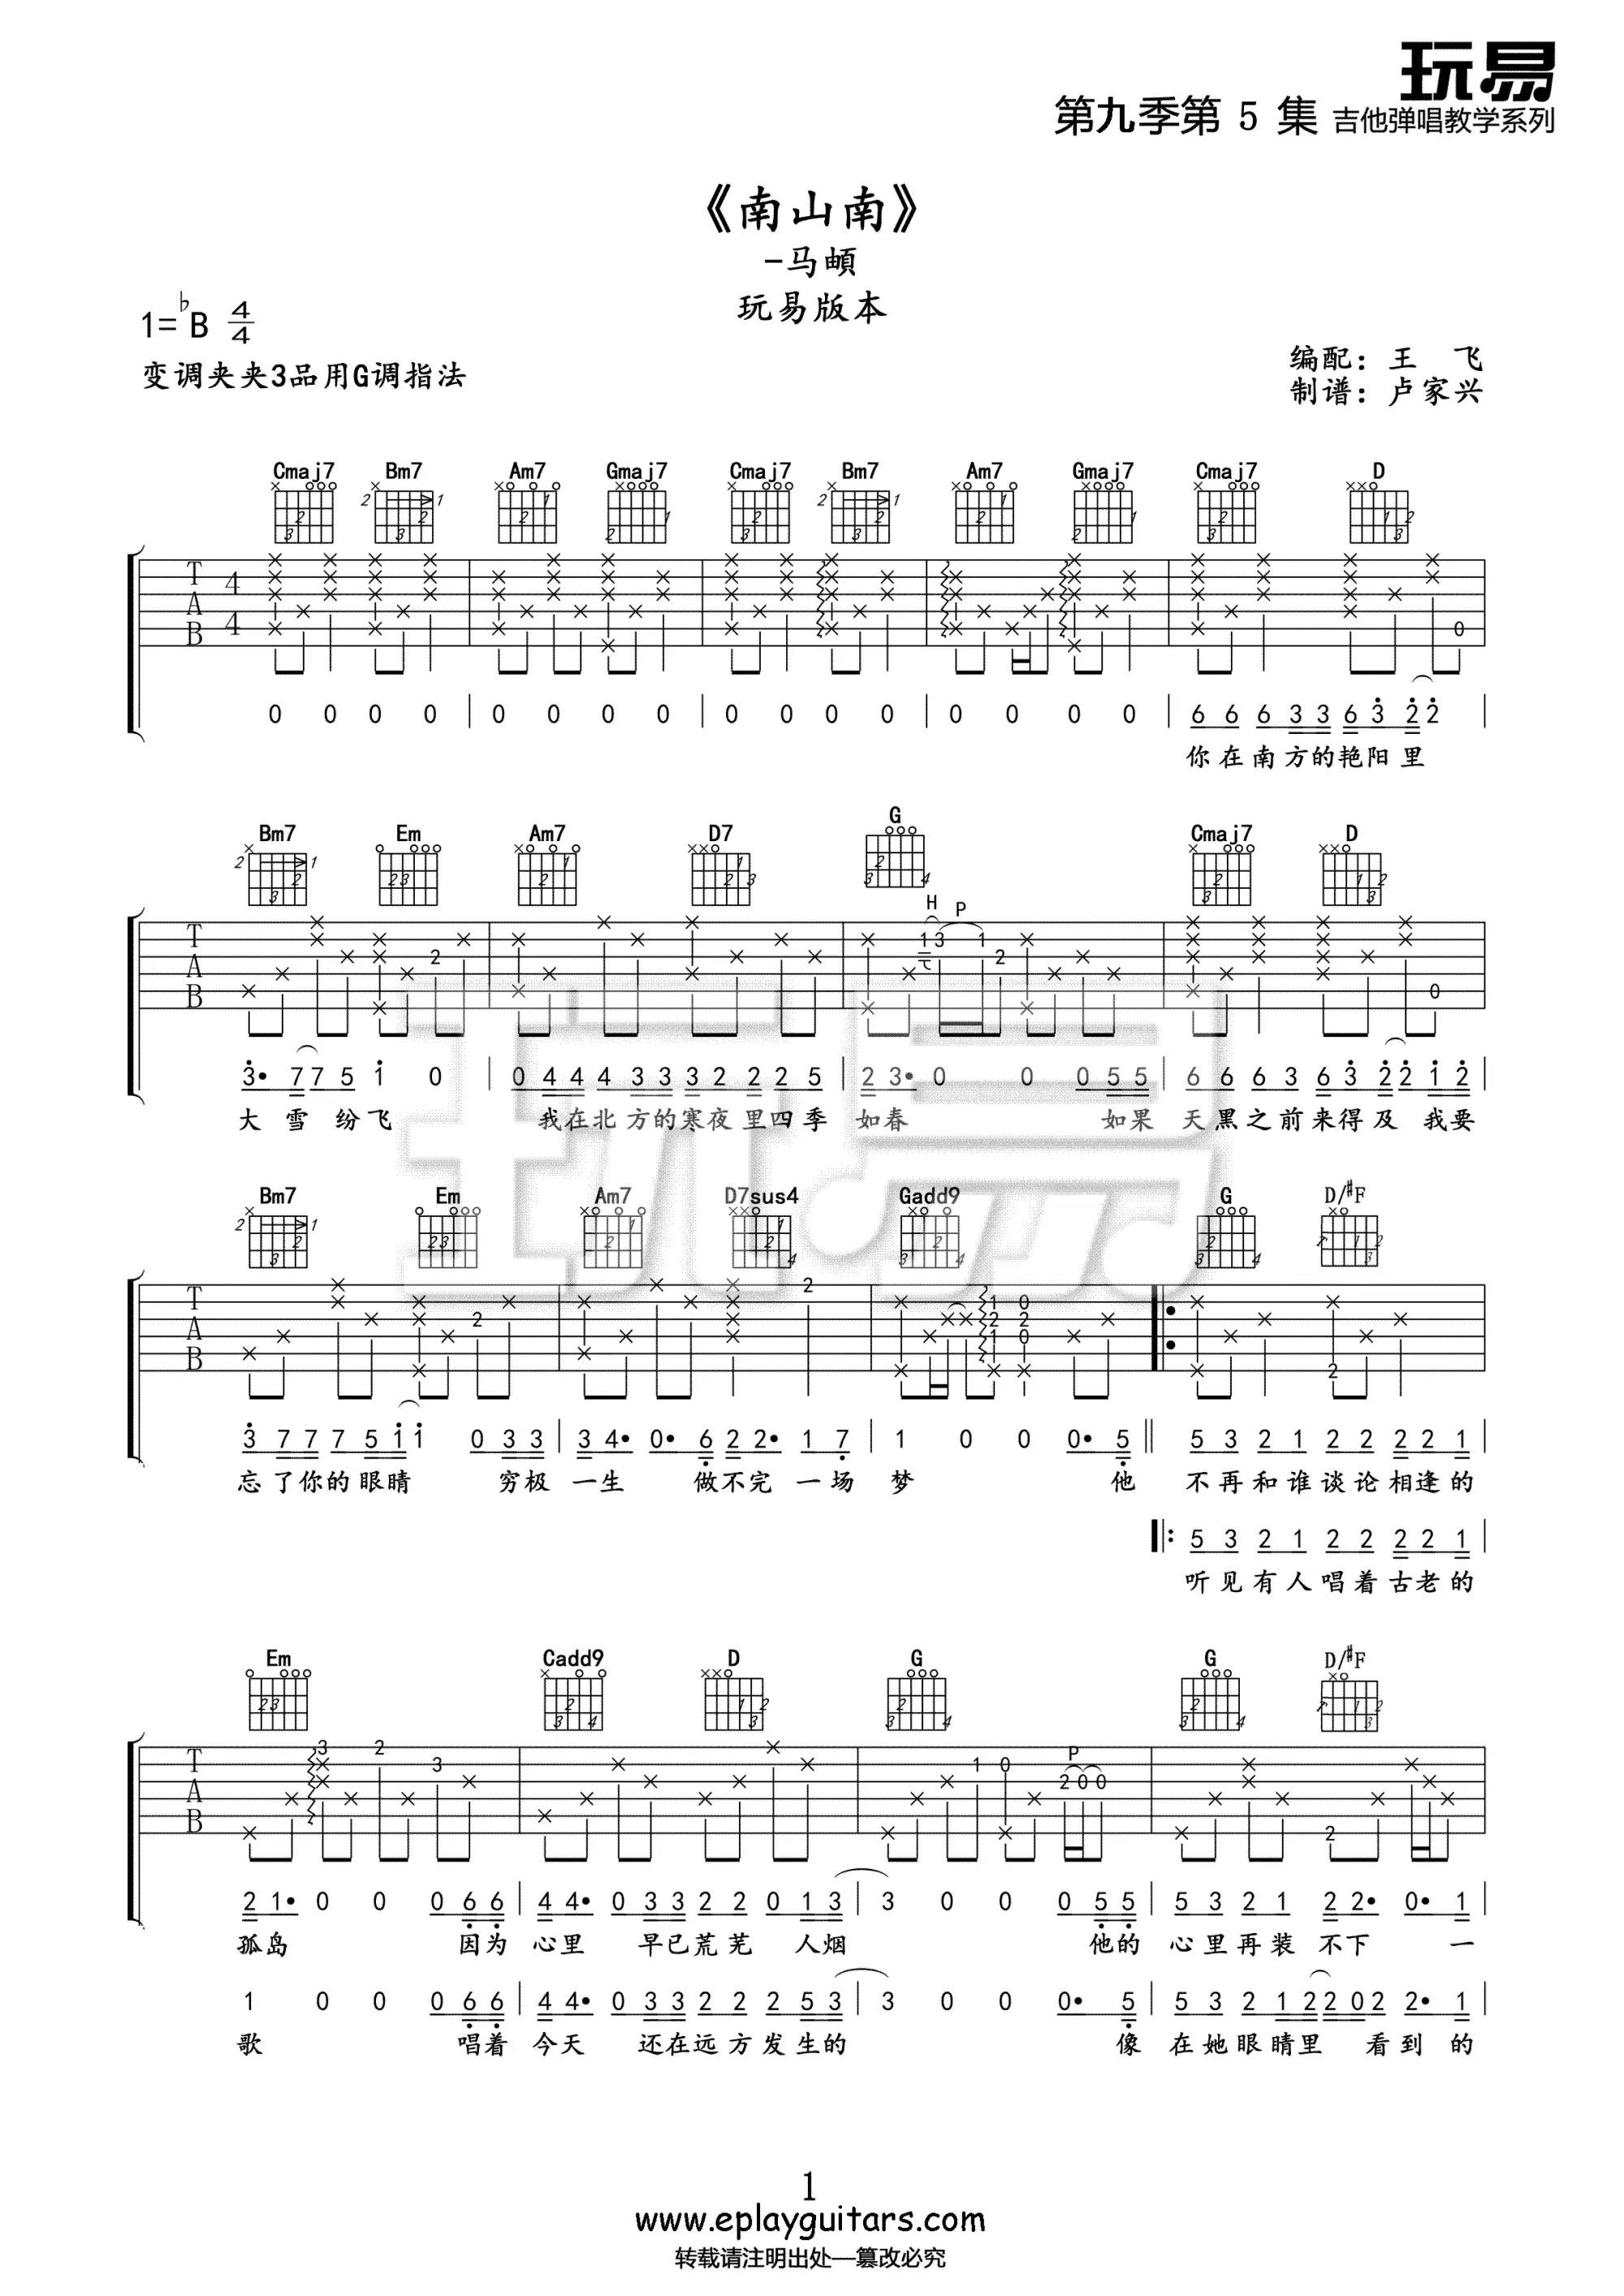 玩易
第九季第 5 集 吉他弹唱教学系列
《南山南》
-马頔
玩易版本
1=♭B 4/4
变调夹夹3品用G调指法
编配：王　飞
制谱：卢家兴
Cmaj7 Bm7 Am7 Gmaj7 Cmaj7 Bm7 Am7 Gmaj7 Cmaj7 D
0 0 0 0 | 0 0 0 0 | 0 0 0 0 | 0 0 0 0 | 6 6 6 3 3 6 3 2 2 |
你在南方的艳阳里
Bm7 Em Am7 D7 G Cmaj7 D
H P
3• 7 7 5 1 0 | 0 4 4 4 3 3 3 2 2 2 5 | 2 3• 0 0 0 5 5 | 6 6 6 3 6 3 2 2 1 2 |
大雪纷飞 我在北方的寒夜里四季 如春 如果 天黑之前来得及 我要
Bm7 Em Am7 D7sus4 Gadd9 G D/#F
3 7 7 7 5 1 1 0 3 3 | 3 4• 0• 6 2 2• 1 7 | 1 0 0 0• 5 || 5 3 2 1 2 2 2 2 1 |
忘了你的眼睛 穷极 一生 做不完 一场 梦 他 不再和谁谈论相逢的
5 3 2 1 2 2 2 2 1 |
听见有人唱着古老的
Em Cadd9 D G G D/#F
P
2 1• 0 0 0 6 6 | 4 4• 0 3 3 2 2 0 1 3 | 3 0 0 0 5 5 | 5 3 2 1 2 2• 0• 1 |
孤岛 因为 心里 早已荒芜 人烟 他的 心里再装 不下 一
1 0 0 0 6 6 | 4 4• 0 3 3 2 2 2 5 3 | 3 0 0 0• 5 | 5 3 2 1 2 2 0 2 2• 1 |
歌 唱着 今天 还在远方发生的 像 在她眼睛里 看到的
1
www.eplayguitars.com
转载请注明出处—篡改必究